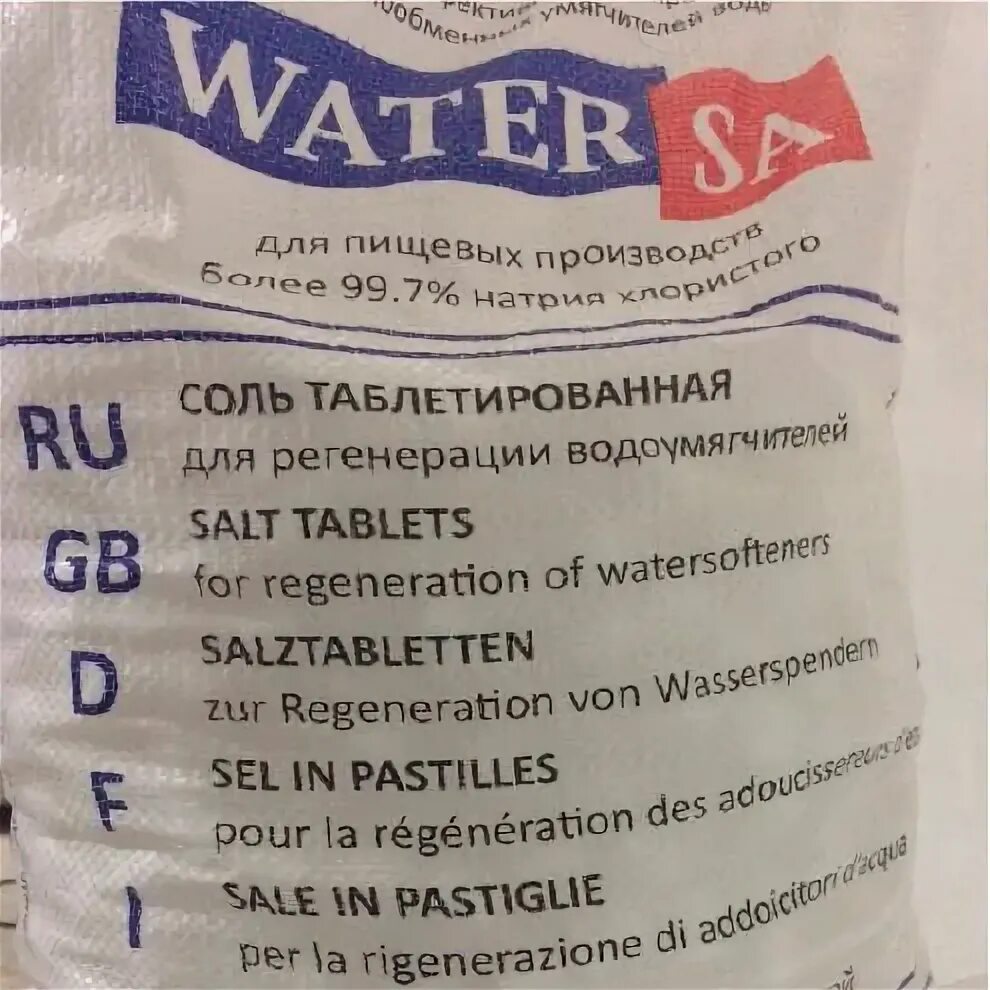 умягчителей воды
WATER SA
для пищевых производств
более 99.7% натрия хлористого
RU СОЛЬ ТАБЛЕТИРОВАННАЯ
для регенерации водоумягчителей
GB SALT TABLETS
for regeneration of watersofteners
D SALZTABLETTEN
zur Regeneration von Wasserspendern
F SEL IN PASTILLES
pour la régénération des adoucisseurs
I SALE IN PASTIGLIE
per la rigenerazione di addoicitori d'acqua